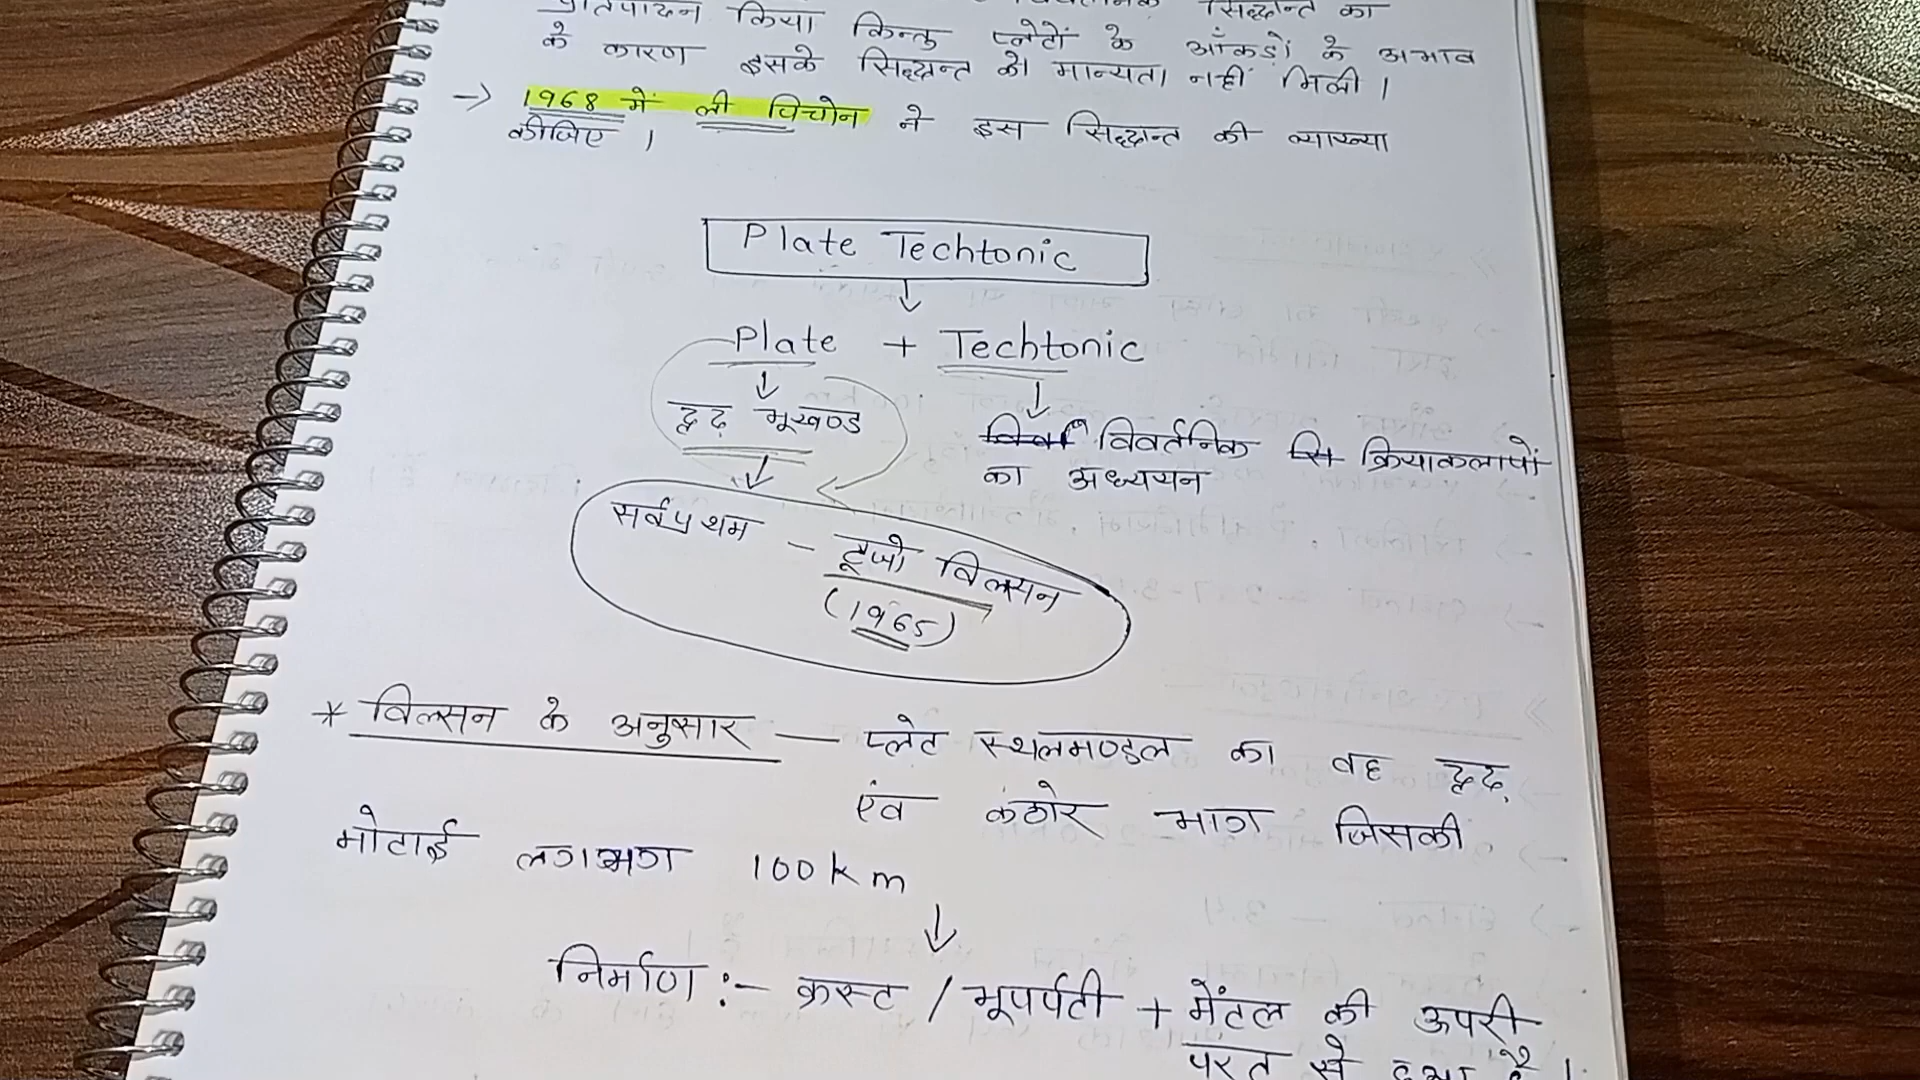 प्रतिपादन किया किन्तु प्लेटों के आँकड़ों के अभाव
के कारण इसके सिद्धान्त को मान्यता नहीं मिली ।
→ 1968 में ली पिचोन ने इस सिद्धान्त की व्याख्या
कीजिए ।
Plate Techtonic
↓
Plate + Techtonic
↓ ↓
दृढ़ भूखण्ड विवर्तनिक सि क्रियाकलापों
का अध्ययन
↓
सर्वप्रथम – टूजो विल्सन
(1965)
* विल्सन के अनुसार — प्लेट स्थलमण्डल का वह दृढ़
एंव कठोर भाग जिसकी
मोटाई लगभग 100km
↓
निर्माण :– क्रस्ट / भूपर्पटी + मेंटल की ऊपरी
परत से हुआ है ।